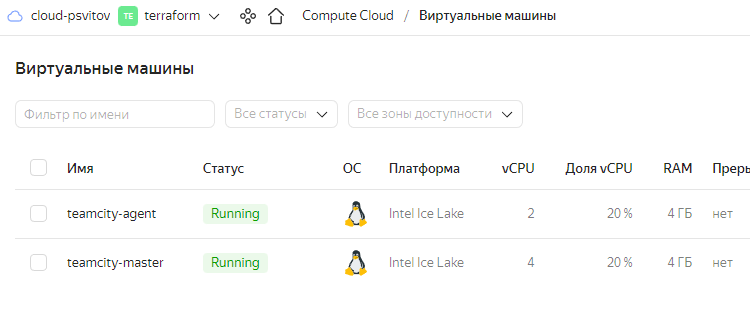 cloud-psvitov TE terraform Compute Cloud / Виртуальные машины
Виртуальные машины
Фильтр по имени Все статусы Все зоны доступности
Имя Статус ОС Платформа vCPU Доля vCPU RAM Преры
teamcity-agent Running Intel Ice Lake 2 20 % 4 ГБ нет
teamcity-master Running Intel Ice Lake 4 20 % 4 ГБ нет